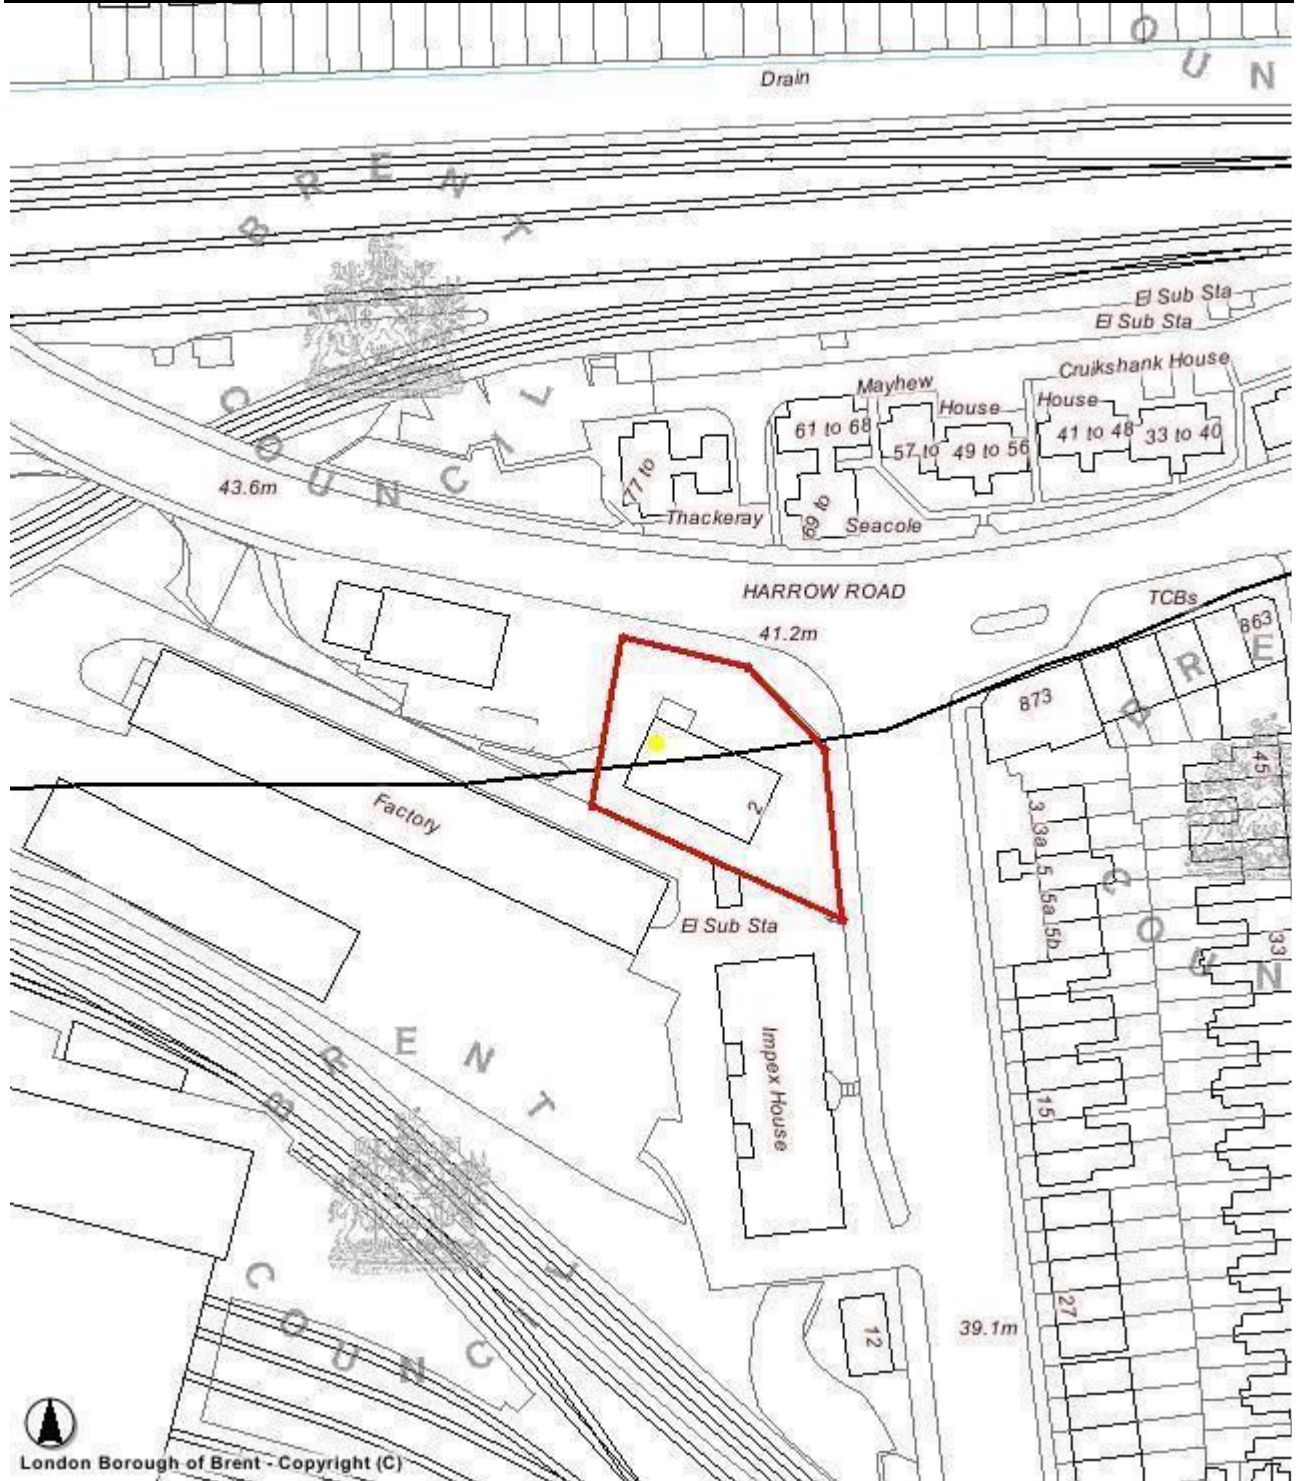 Drain
BRENT
COUNCIL
OUN
El Sub Sta
El Sub Sta
Cruikshank House
Mayhew
House
House
61 to 68
57 to
49 to 56
41 to 48
33 to 40
77 to
69 to
43.6m
Thackeray
Seacole
HARROW ROAD
41.2m
TCBs
863
873
BRE
COUN
45
2
Factory
3
3a
5
5a
5b
El Sub Sta
33
Impex House
BRENT
COUNCIL
15
27
12
39.1m
London Borough of Brent - Copyright (C)